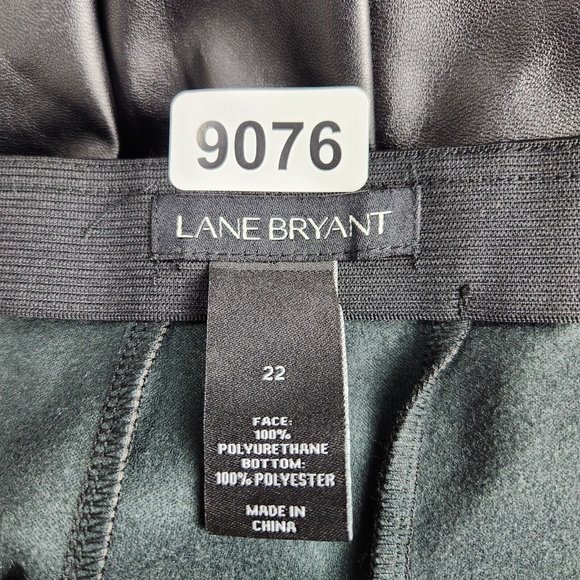 9076
LANE BRYANT
22
FACE:
100%
POLYURETHANE
BOTTOM:
100% POLYESTER
MADE IN
CHINA